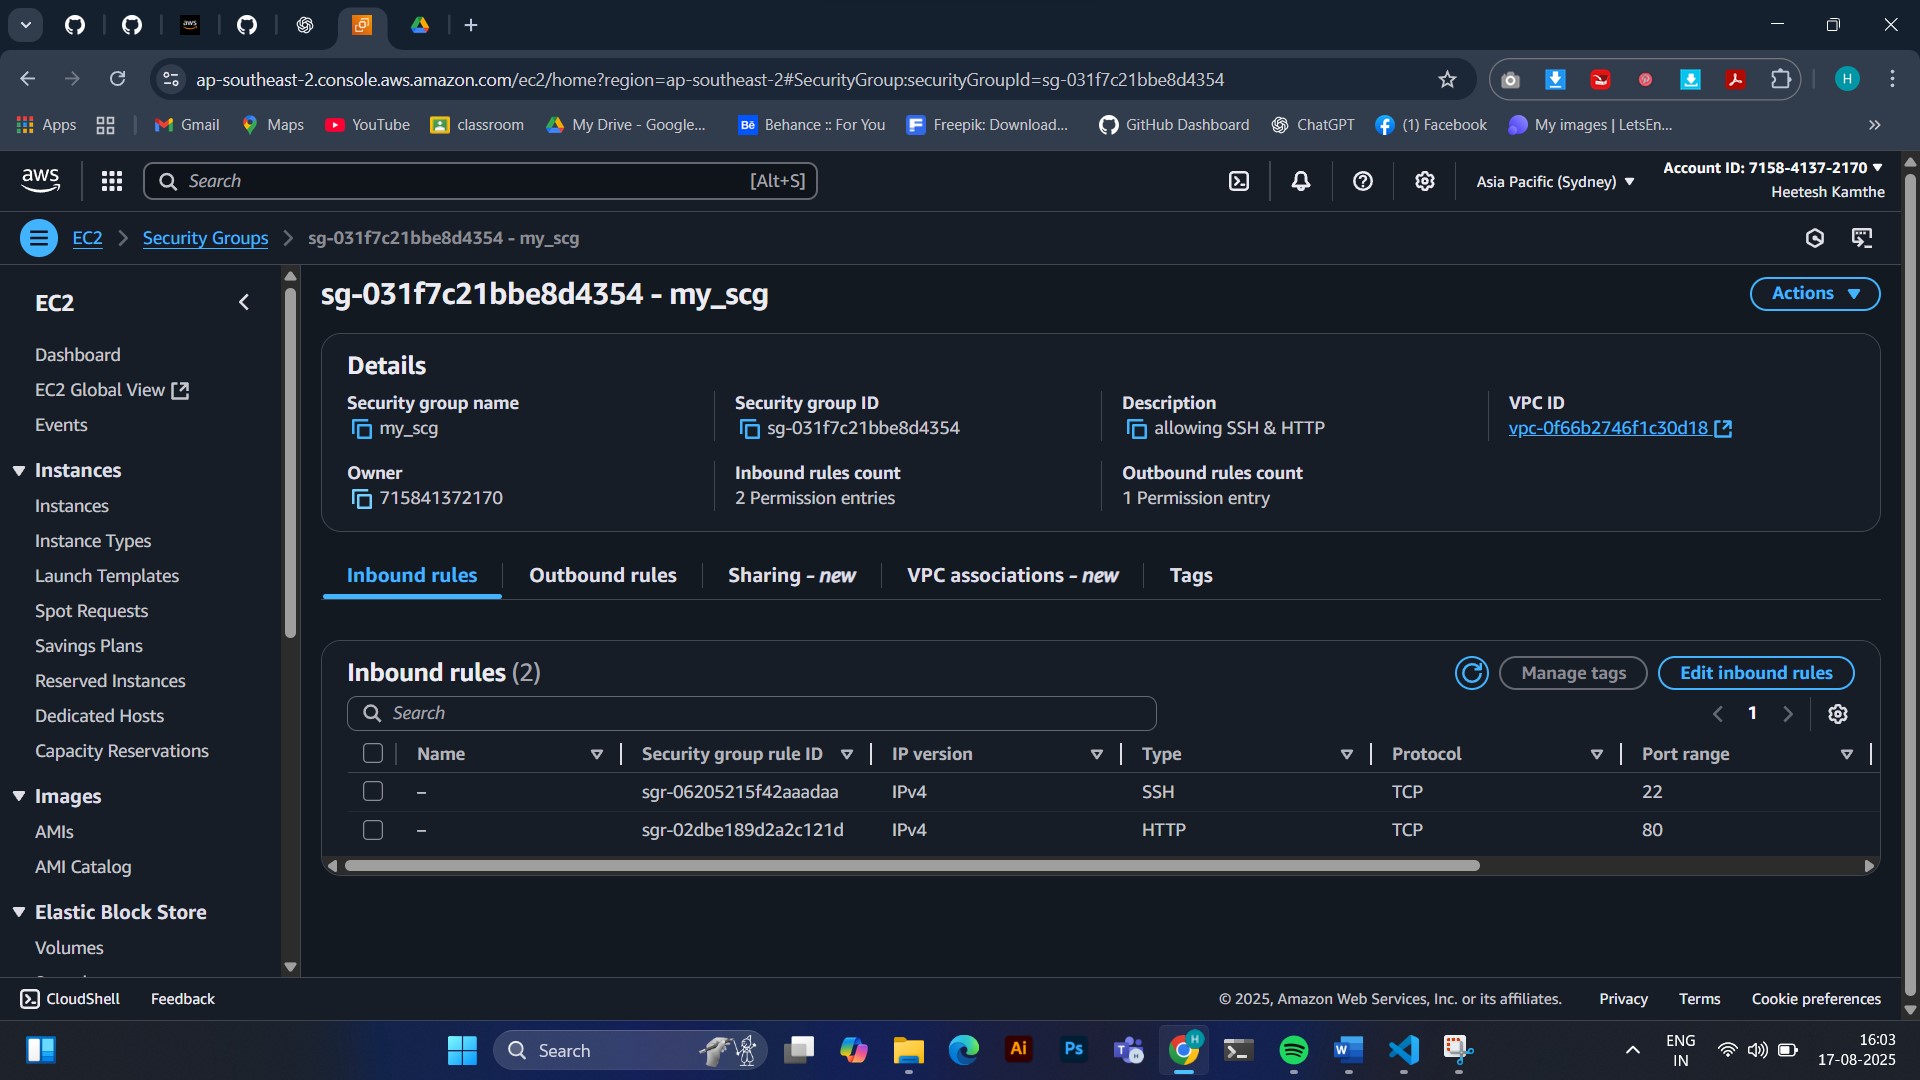 ap-southeast-2.console.aws.amazon.com/ec2/home?region=ap-southeast-2#SecurityGroup:securityGroupId=sg-031f7c21bbe8d4354
H
Apps
Gmail
Maps
YouTube
classroom
My Drive - Google...
Behance :: For You
Freepik: Download...
GitHub Dashboard
ChatGPT
(1) Facebook
My images | LetsEn...
aws
Search [Alt+S]
Asia Pacific (Sydney)
Account ID: 7158-4137-2170
Heetesh Kamthe
EC2
Security Groups
sg-031f7c21bbe8d4354 - my_scg
EC2
Dashboard
EC2 Global View
Events
Instances
Instances
Instance Types
Launch Templates
Spot Requests
Savings Plans
Reserved Instances
Dedicated Hosts
Capacity Reservations
Images
AMIs
AMI Catalog
Elastic Block Store
Volumes
sg-031f7c21bbe8d4354 - my_scg
Actions
Details
Security group name
my_scg
Security group ID
sg-031f7c21bbe8d4354
Description
allowing SSH & HTTP
VPC ID
vpc-0f66b2746f1c30d18
Owner
715841372170
Inbound rules count
2 Permission entries
Outbound rules count
1 Permission entry
Inbound rules
Outbound rules
Sharing - new
VPC associations - new
Tags
Inbound rules (2)
Manage tags
Edit inbound rules
Search
1
Name Security group rule ID IP version Type Protocol Port range
– sgr-06205215f42aaadaa IPv4 SSH TCP 22
– sgr-02dbe189d2a2c121d IPv4 HTTP TCP 80
CloudShell
Feedback
© 2025, Amazon Web Services, Inc. or its affiliates.
Privacy
Terms
Cookie preferences
Search
Ai
Ps
ENG
IN
16:03
17-08-2025